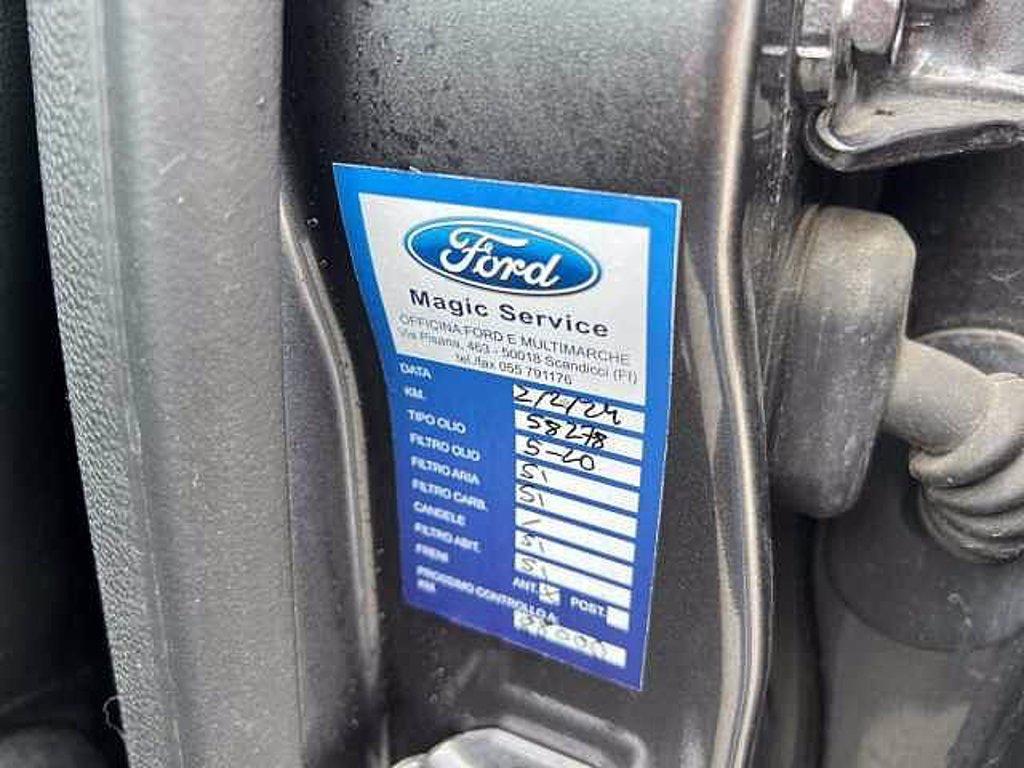 Ford
Magic Service
OFFICINA FORD E MULTIMARCHE
Via Pisana, 463 - 50018 Scandicci (FI)
tel./fax 055 791176
DATA 2/2/24
KM. 58278
TIPO OLIO 5-20
FILTRO OLIO SI
FILTRO ARIA SI
FILTRO CARB. -
CANDELE SI
FILTRO ABIT. SI
FRENI ANT. X POST.
PROSSIMO CONTROLLO A:
KM